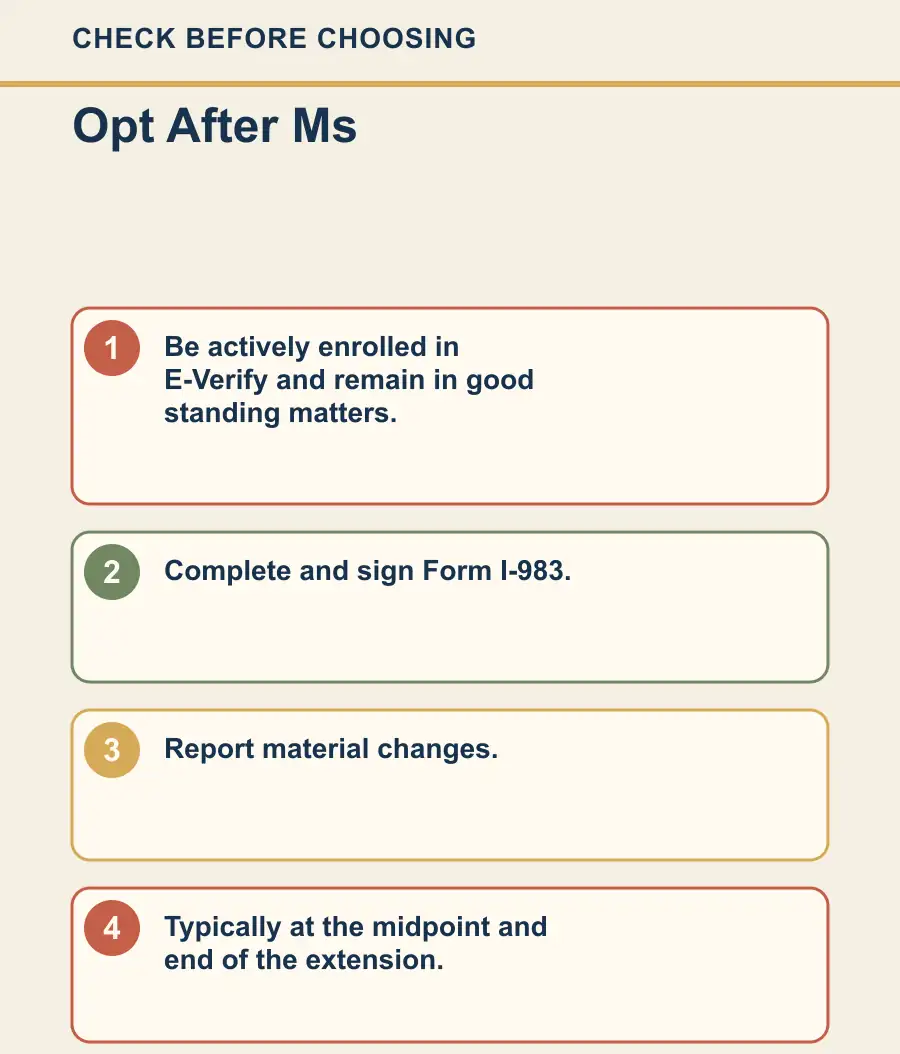 CHECK BEFORE CHOOSING
Opt After Ms
1
Be actively enrolled in
E-Verify and remain in good
standing matters.
2
Complete and sign Form I-983.
3
Report material changes.
4
Typically at the midpoint and
end of the extension.